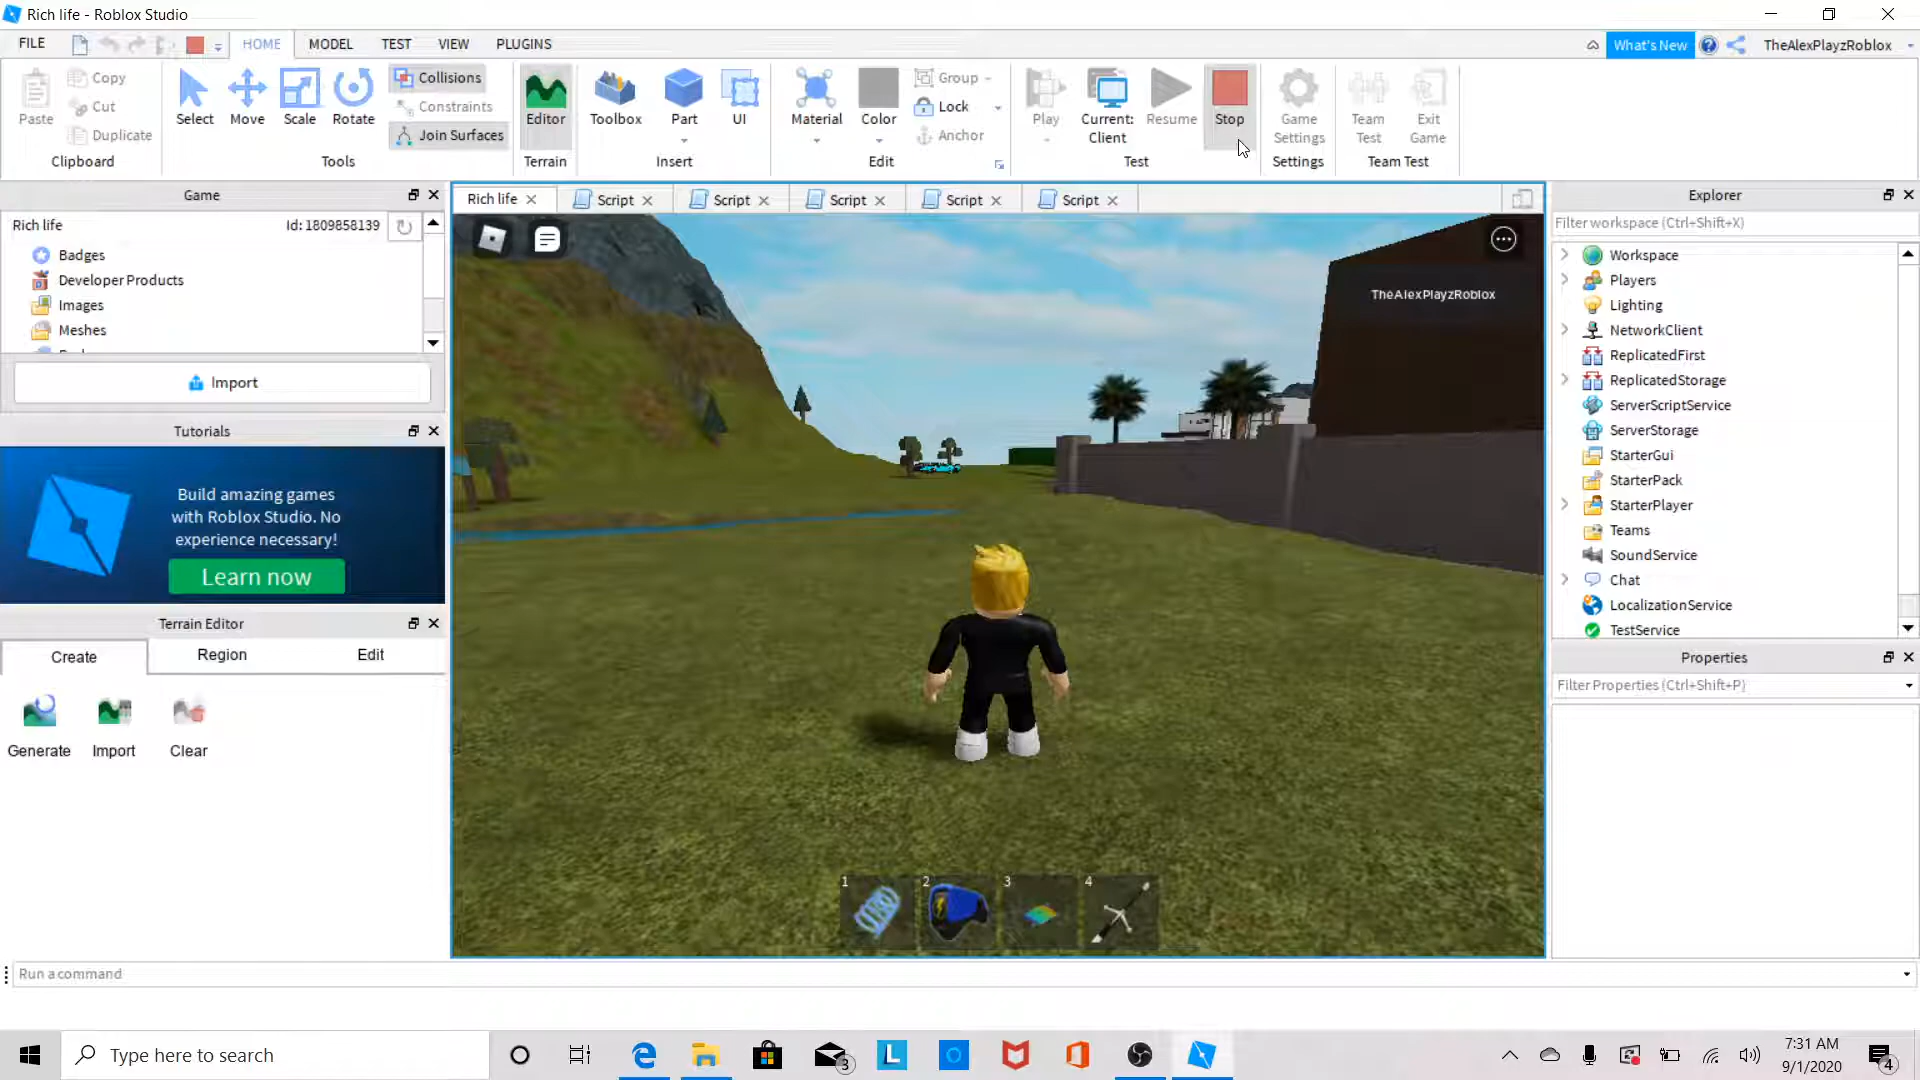 Rich life - Roblox Studio
FILE HOME MODEL TEST VIEW PLUGINS What's New TheAlexPlayzRoblox
Paste Copy Cut Duplicate
Clipboard
Select Move Scale Rotate Collisions Constraints Join Surfaces
Tools
Editor
Terrain
Toolbox Part UI
Insert
Material Color Group Lock Anchor
Edit
Play Current: Client Resume Stop
Test
Game Settings
Settings
Team Test Exit Game
Team Test
Game
Rich life Id: 1809858139
Badges
Developer Products
Images
Meshes
Import
Tutorials
Build amazing games
with Roblox Studio. No
experience necessary!
Learn now
Terrain Editor
Create Region Edit
Generate Import Clear
Rich life Script Script Script Script Script
TheAlexPlayzRoblox
1 2 3 4
Explorer
Filter workspace (Ctrl+Shift+X)
Workspace
Players
Lighting
NetworkClient
ReplicatedFirst
ReplicatedStorage
ServerScriptService
ServerStorage
StarterGui
StarterPack
StarterPlayer
Teams
SoundService
Chat
LocalizationService
TestService
Properties
Filter Properties (Ctrl+Shift+P)
Run a command
Type here to search
3
L
7:31 AM
9/1/2020
4